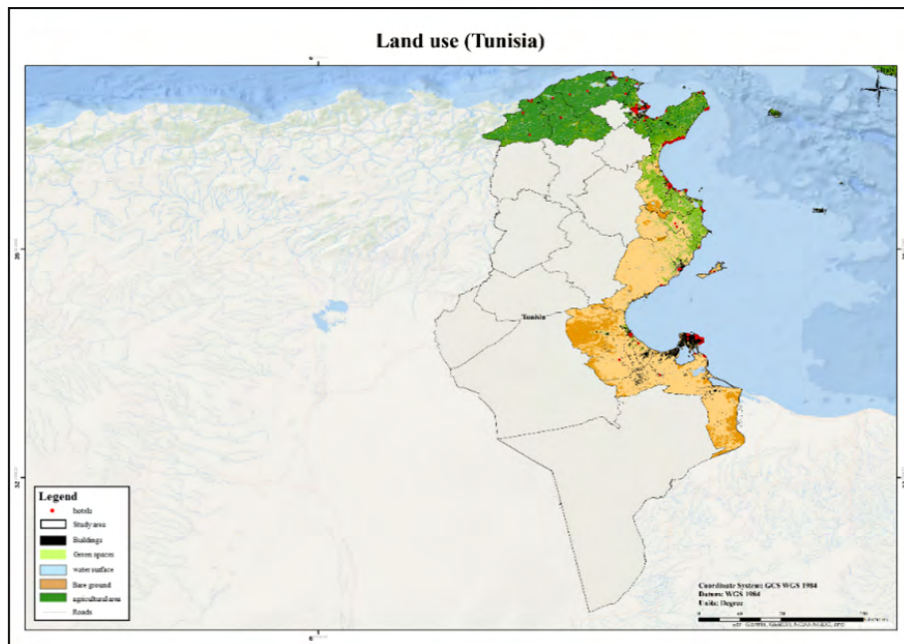 Land use (Tunisia)
Tunisia
Legend
hotels
Study area
Buildings
Green spaces
water surface
Bare ground
agricultural area
Roads
Coordinate System: GCS WGS 1984
Datum: WGS 1984
Units: Degree